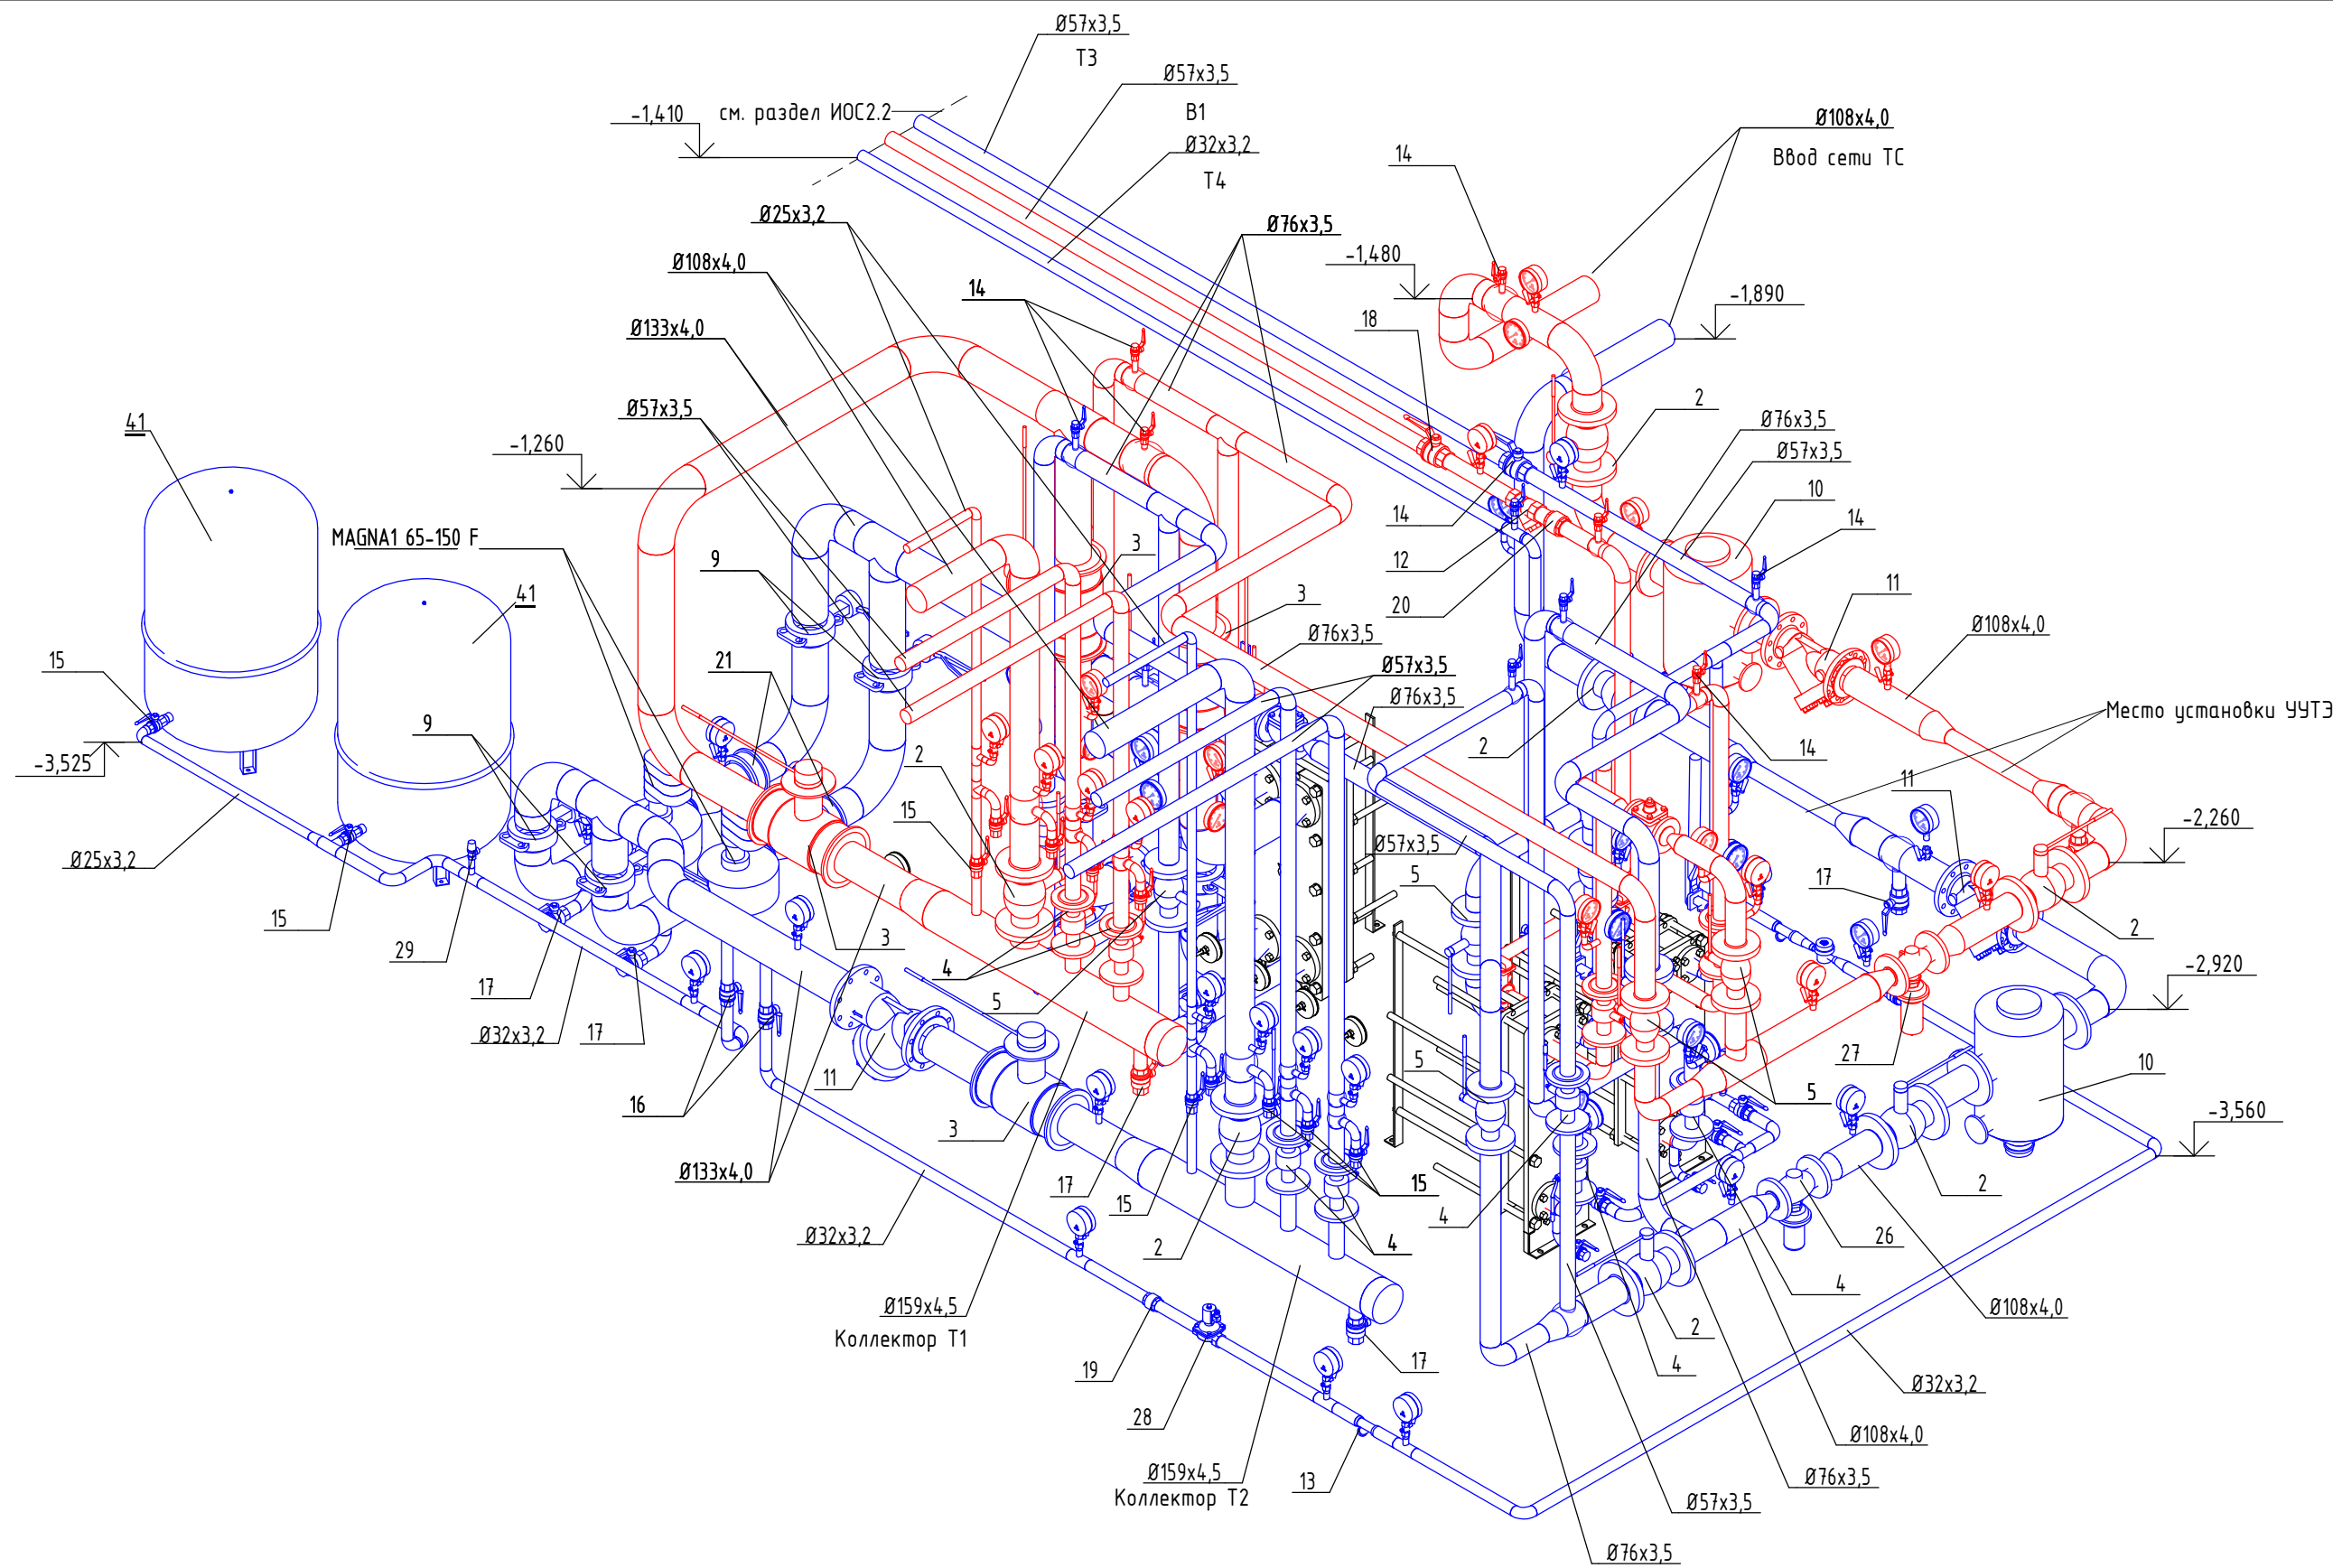 Ø57x3,5
Т3
Ø57x3,5
-1,410
см. раздел ИОС2.2
В1
Ø108x4,0
Ø32x3,2
14
Ввод сети ТС
Т4
Ø25x3,2
Ø76x3,5
-1,480
Ø108x4,0
14
-1,890
18
Ø133x4,0
2
Ø57x3,5
41
Ø76x3,5
-1,260
Ø57x3,5
10
14
14
MAGNA1 65-150 F
3
9
12
11
41
3
20
Ø76x3,5
Ø108x4,0
15
21
Ø57x3,5
Ø76x3,5
Место установки УУТЭ
9
2
2
14
-3,525
11
15
-2,260
Ø25x3,2
Ø57x3,5
5
17
15
3
2
29
4
-2,920
17
5
Ø32x3,2
17
27
5
10
11
5
16
-3,560
3
Ø133x4,0
17
15
15
2
4
Ø32x3,2
2
4
26
4
Ø159x4,5
Ø108x4,0
Коллектор Т1
2
19
17
4
Ø32x3,2
28
Ø108x4,0
Ø159x4,5
13
Ø76x3,5
Коллектор Т2
Ø57x3,5
Ø76x3,5